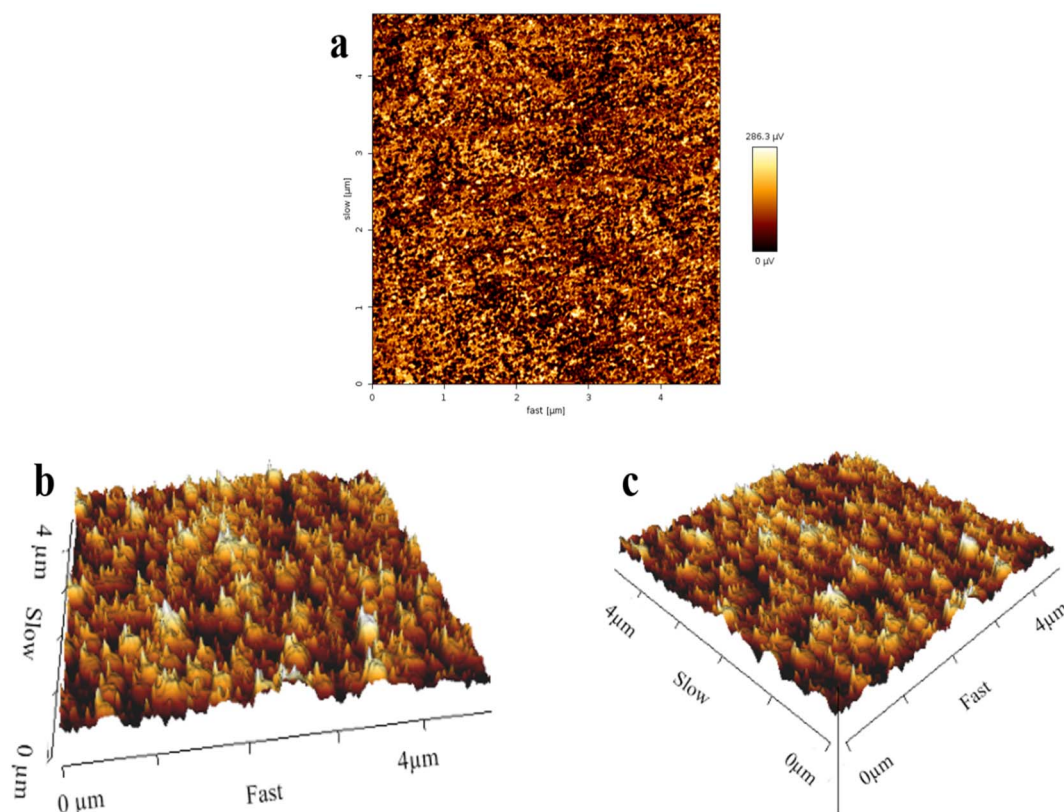 a
4
3
2
1
0
slow [µm]
0 1 2 3 4
fast [µm]
286.3 µV
0 µV
b
4 µm
Slow
0 µm
0 µm
Fast
4µm
c
4µm
Slow
0µm
0µm
Fast
4µm